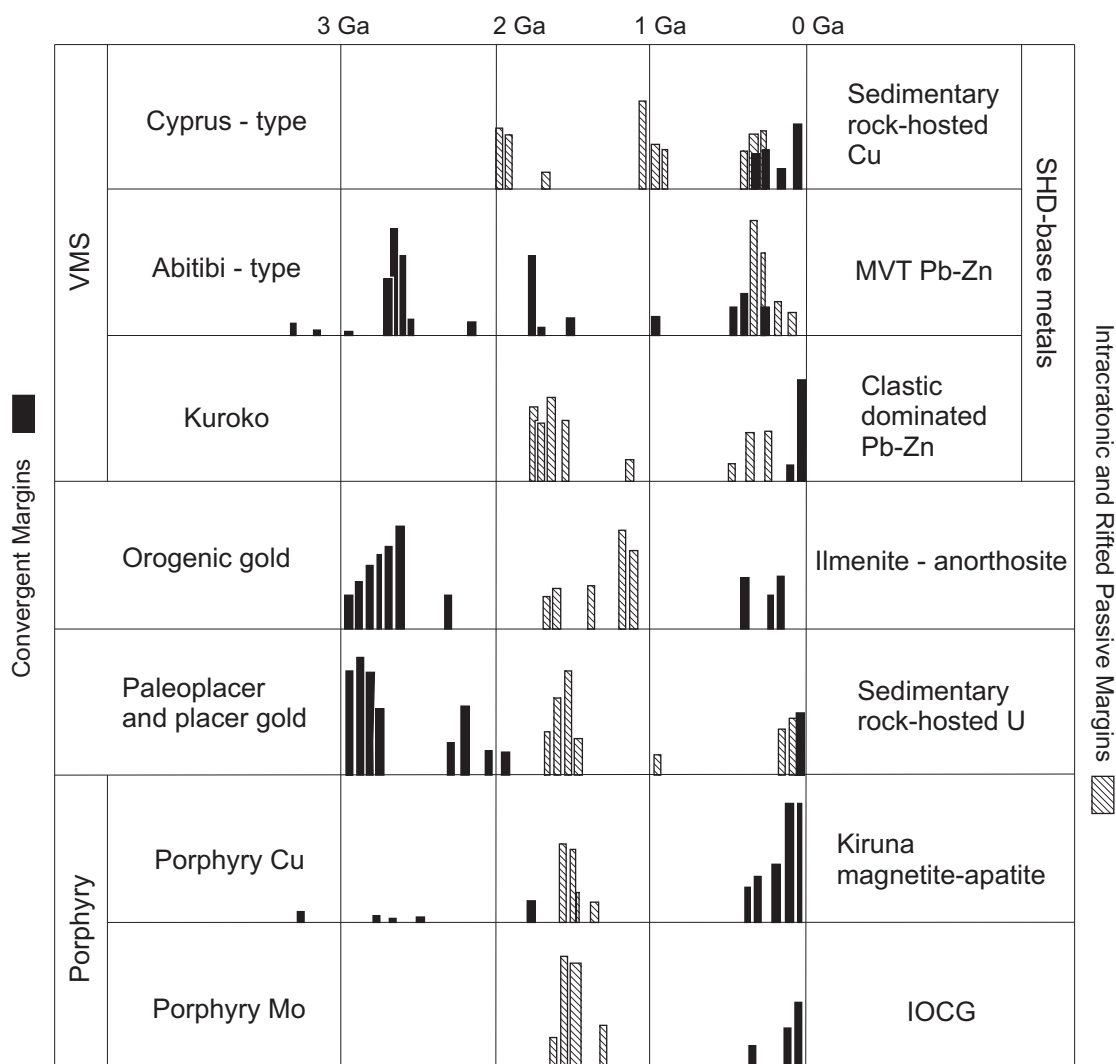 3 Ga
2 Ga
1 Ga
0 Ga
Convergent Margins
VMS
Porphyry
Cyprus - type
Abitibi - type
Kuroko
Orogenic gold
Paleoplacer
and placer gold
Porphyry Cu
Porphyry Mo
Sedimentary
rock-hosted
Cu
MVT Pb-Zn
Clastic
dominated
Pb-Zn
Ilmenite - anorthosite
Sedimentary
rock-hosted U
Kiruna
magnetite-apatite
IOCG
SHD-base metals
Intracratonic and Rifted Passive Margins